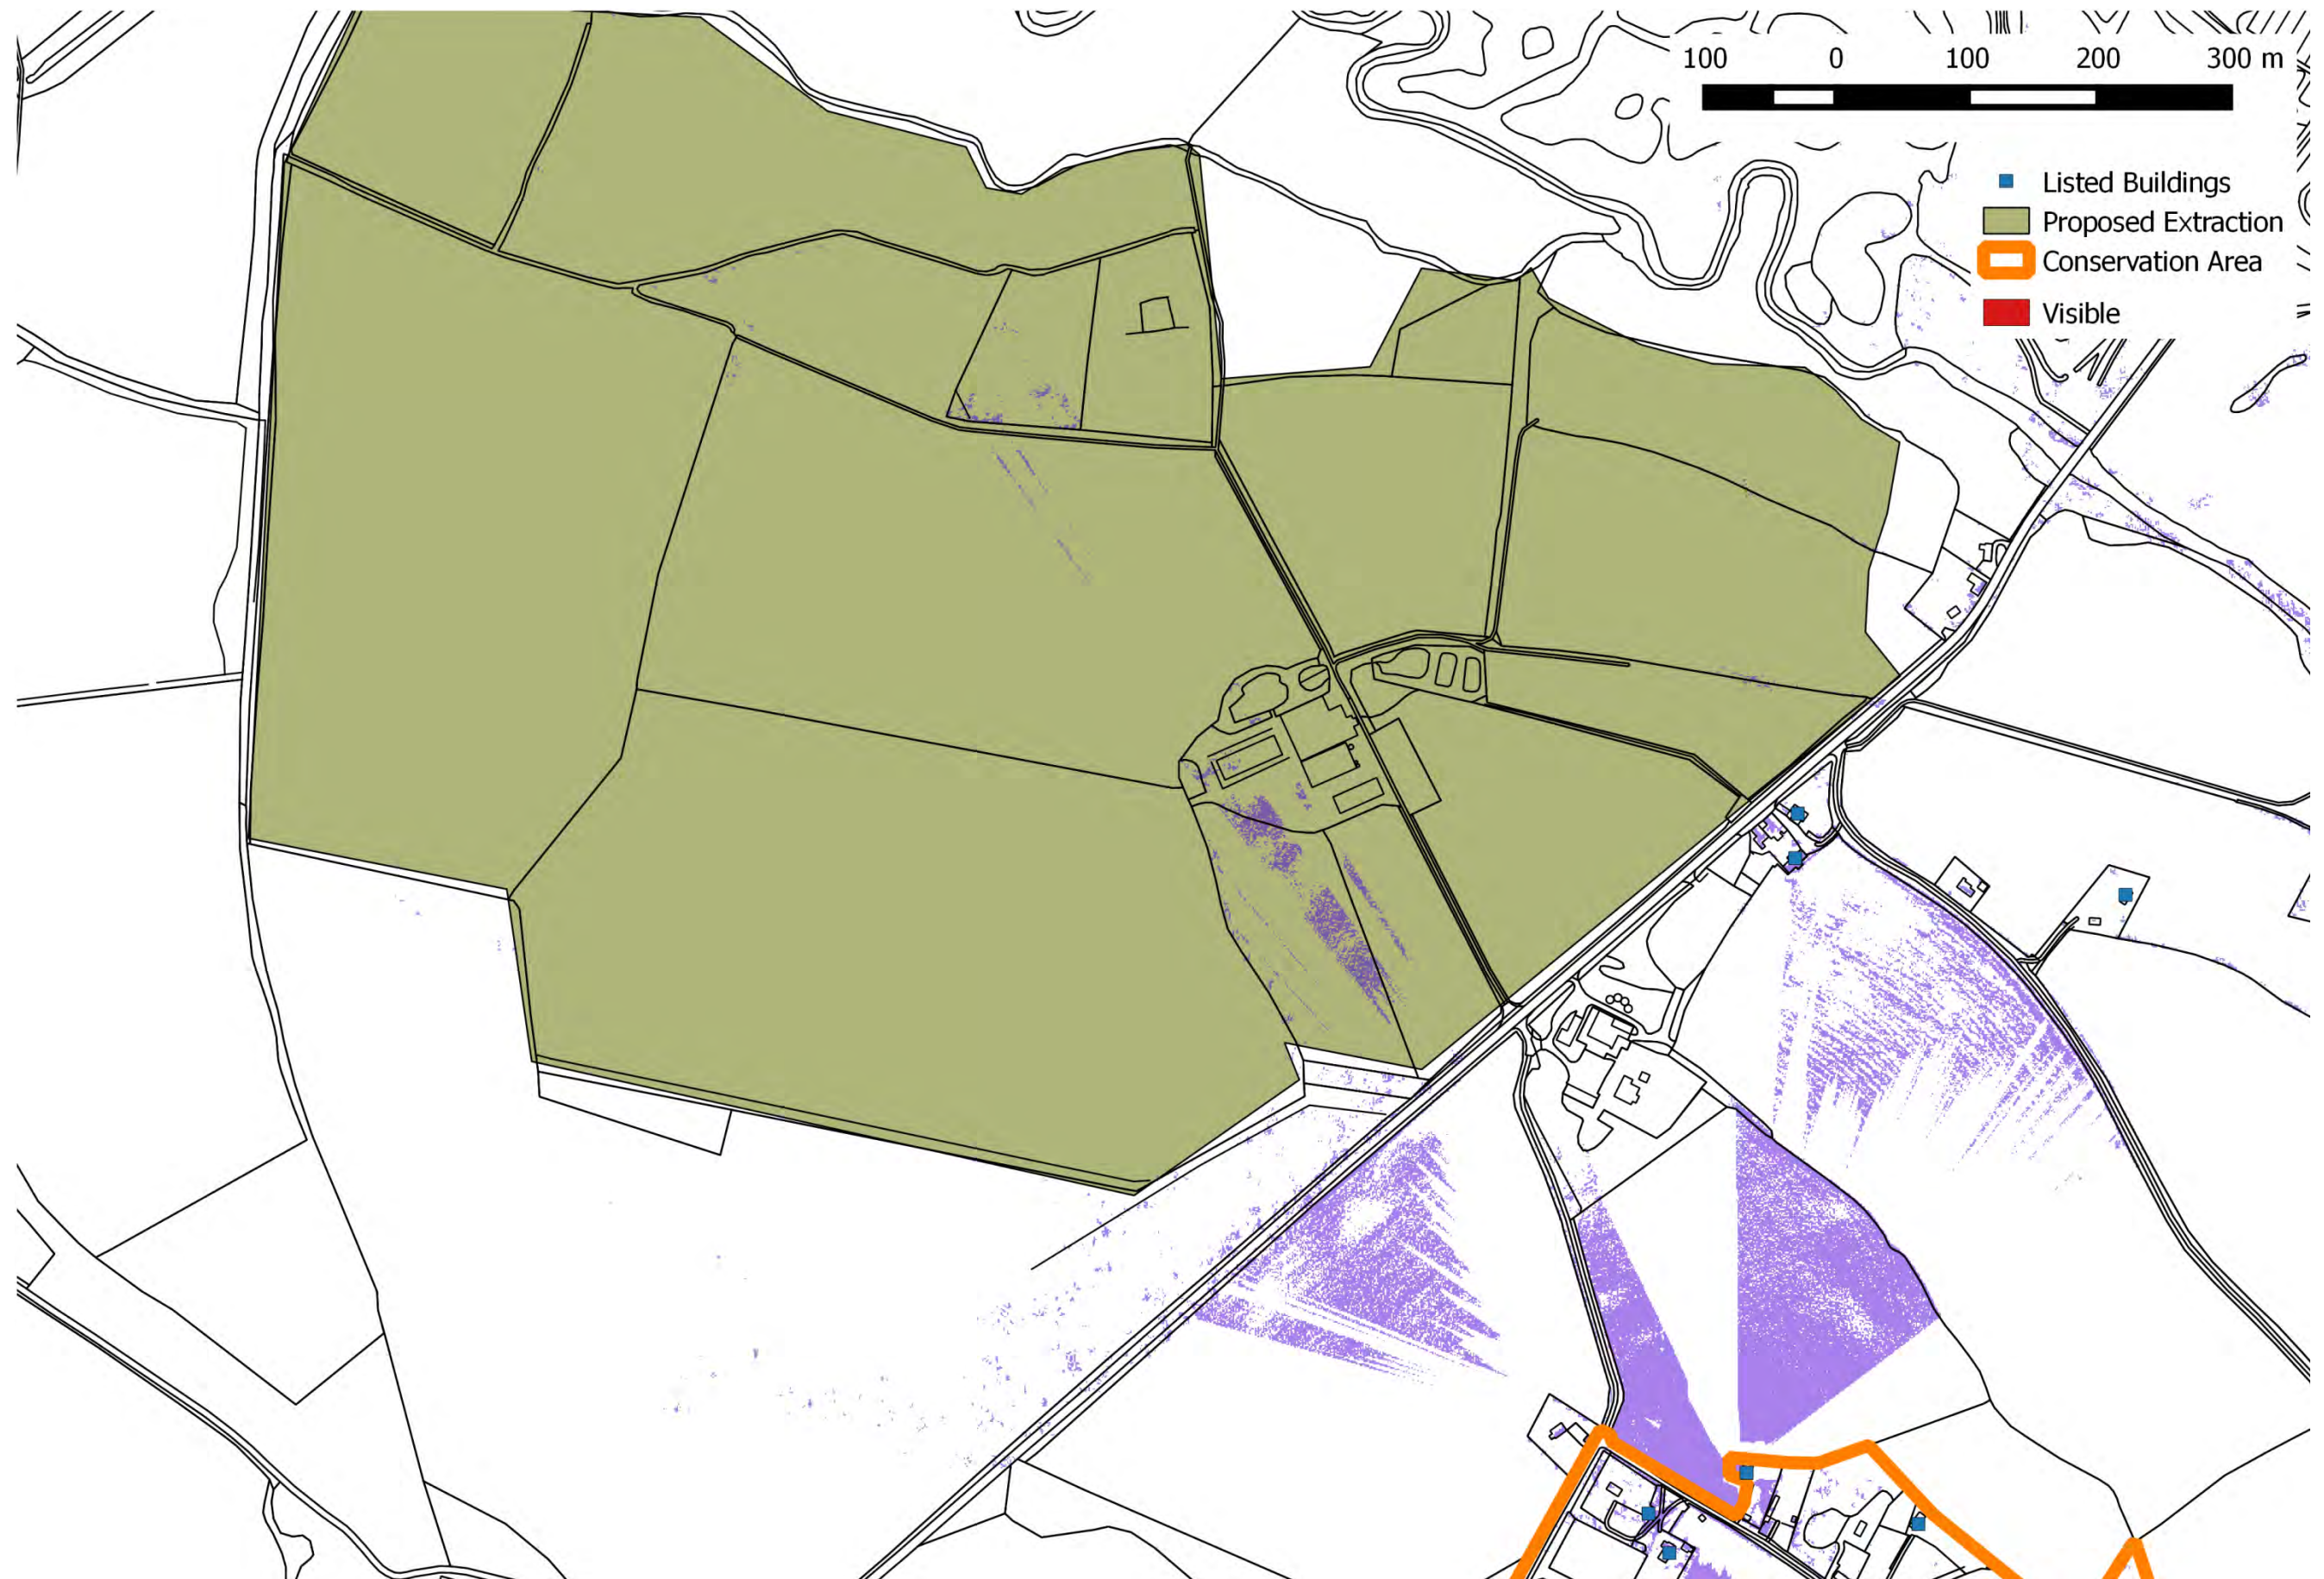 100 0 100 200 300 m
Listed Buildings
Proposed Extraction
Conservation Area
Visible